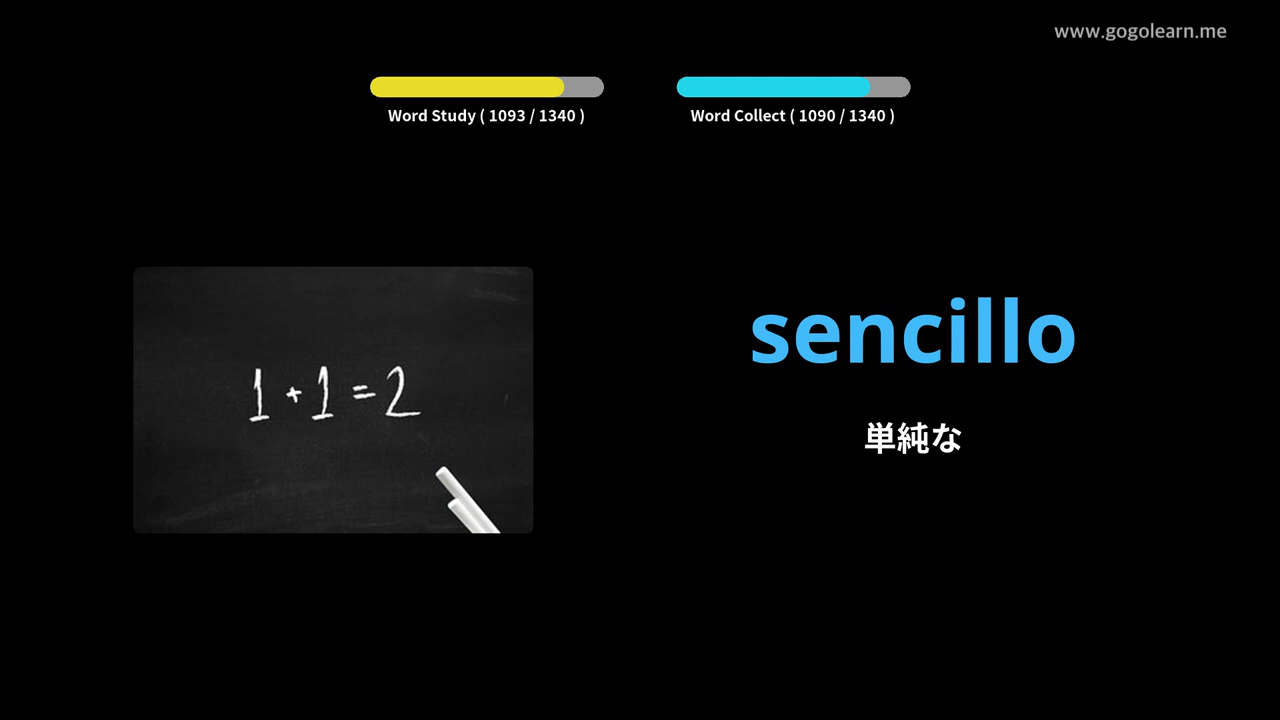 www.gogolearn.me
Word Study ( 1093 / 1340 )
Word Collect ( 1090 / 1340 )
1 + 1 = 2
sencillo
単純な